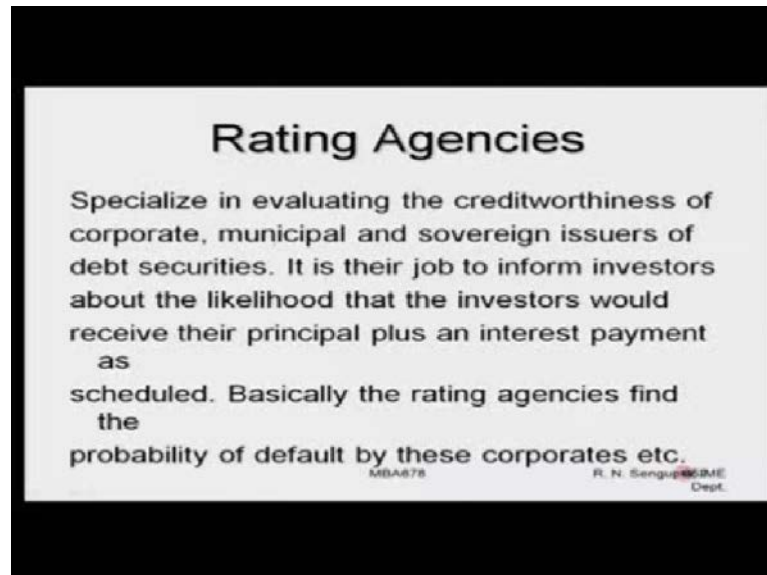 Rating Agencies
Specialize in evaluating the creditworthiness of
corporate, municipal and sovereign issuers of
debt securities. It is their job to inform investors
about the likelihood that the investors would
receive their principal plus an interest payment
as
scheduled. Basically the rating agencies find
the
probability of default by these corporates etc.
MBA678
R. N. Sengupta
Dept.